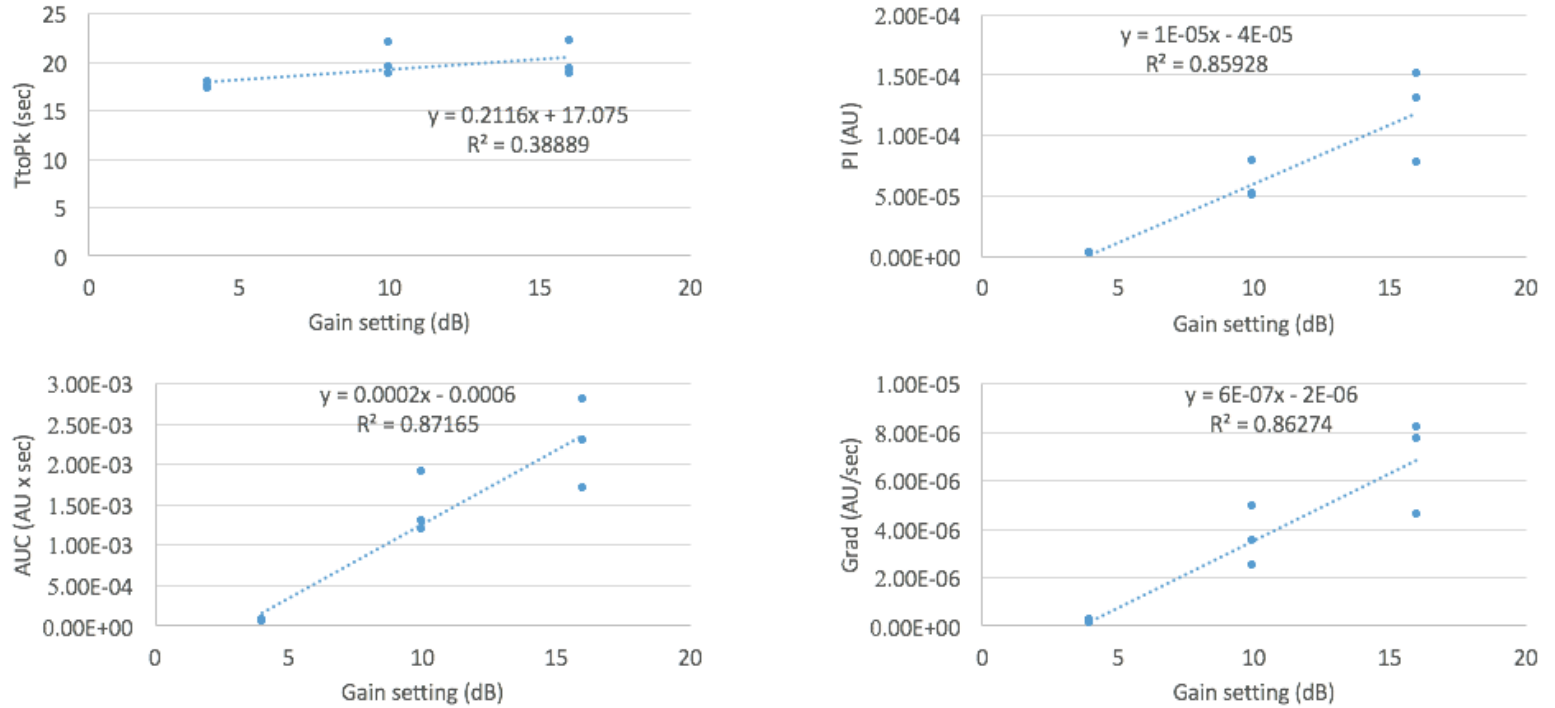 25
20
15
10
5
0
TtoPk (sec)
y = 0.2116x + 17.075
R² = 0.38889
0 5 10 15 20
Gain setting (dB)
2.00E-04
1.50E-04
1.00E-04
5.00E-05
0.00E+00
PI (AU)
y = 1E-05x - 4E-05
R² = 0.85928
0 5 10 15 20
Gain setting (dB)
3.00E-03
2.50E-03
2.00E-03
1.50E-03
1.00E-03
5.00E-04
0.00E+00
AUC (AU x sec)
y = 0.0002x - 0.0006
R² = 0.87165
0 5 10 15 20
Gain setting (dB)
1.00E-05
8.00E-06
6.00E-06
4.00E-06
2.00E-06
0.00E+00
Grad (AU/sec)
y = 6E-07x - 2E-06
R² = 0.86274
0 5 10 15 20
Gain setting (dB)